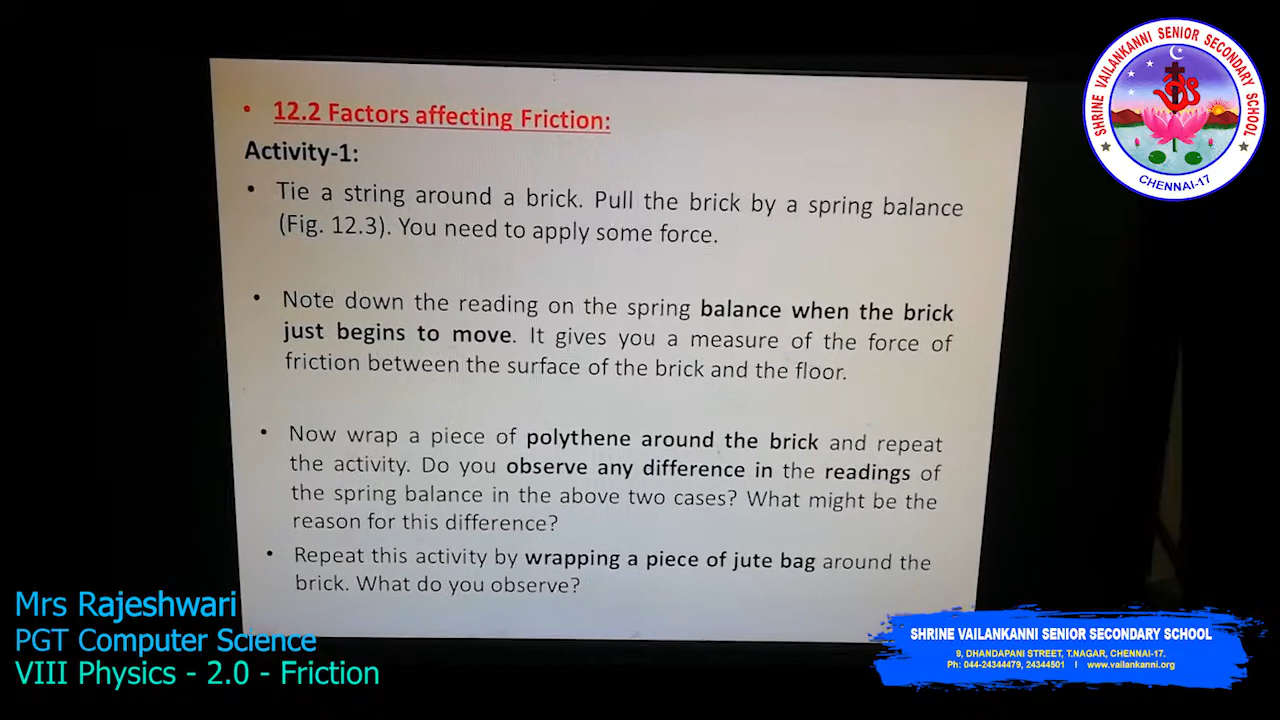 • 12.2 Factors affecting Friction:
Activity-1:
• Tie a string around a brick. Pull the brick by a spring balance
(Fig. 12.3). You need to apply some force.
• Note down the reading on the spring balance when the brick
just begins to move. It gives you a measure of the force of
friction between the surface of the brick and the floor.
• Now wrap a piece of polythene around the brick and repeat
the activity. Do you observe any difference in the readings of
the spring balance in the above two cases? What might be the
reason for this difference?
• Repeat this activity by wrapping a piece of jute bag around the
brick. What do you observe?
SHRINE VAILANKANNI SENIOR SECONDARY SCHOOL
CHENNAI-17
Mrs Rajeshwari
PGT Computer Science
VIII Physics - 2.0 - Friction
SHRINE VAILANKANNI SENIOR SECONDARY SCHOOL
9, DHANDAPANI STREET, T.NAGAR, CHENNAI-17.
Ph: 044-24344479, 24344501 I www.vailankanni.org